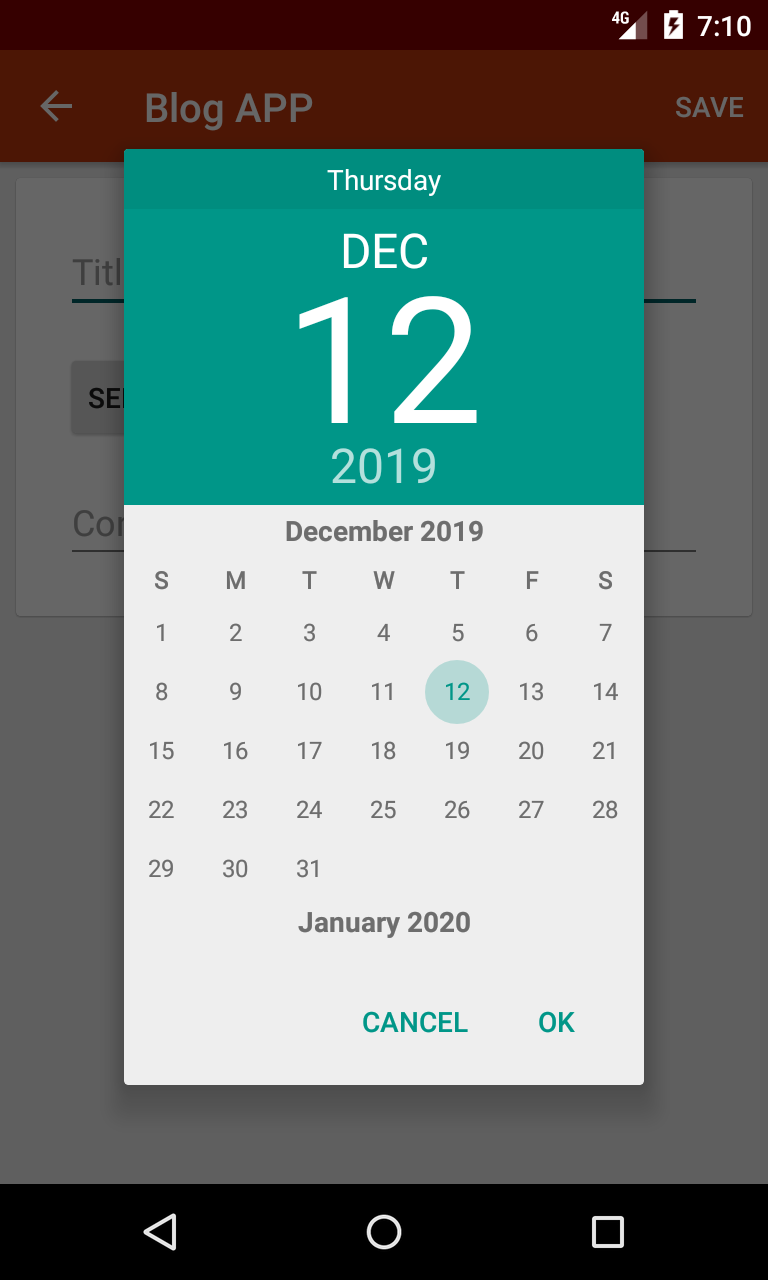 4G 7:10
Blog APP SAVE
Thursday
DEC
12
2019
Titl
SE
Cor
December 2019
S M T W T F S
1 2 3 4 5 6 7
8 9 10 11 12 13 14
15 16 17 18 19 20 21
22 23 24 25 26 27 28
29 30 31
January 2020
CANCEL OK